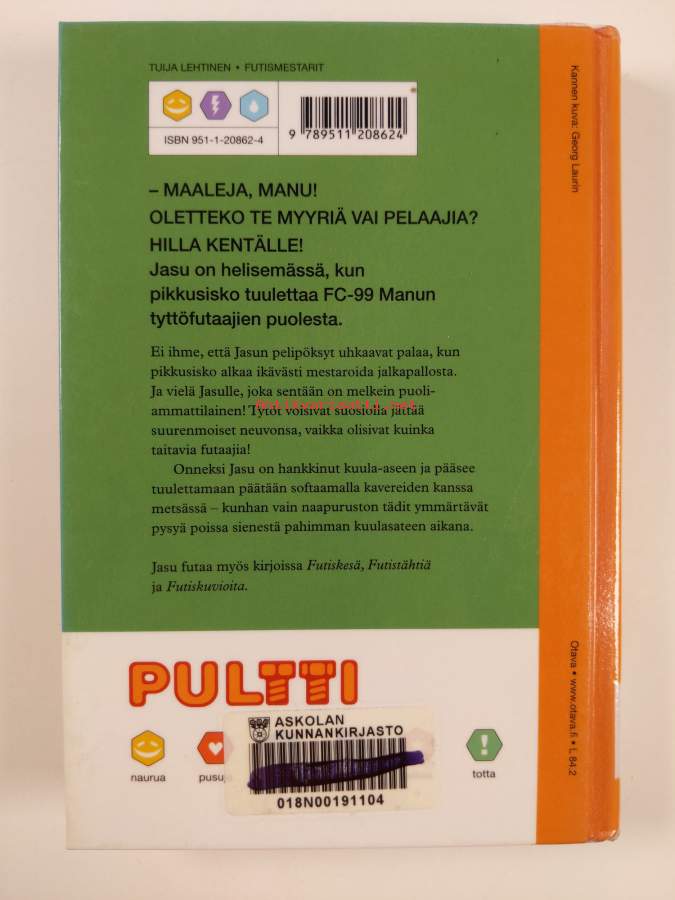 TUIJA LEHTINEN • FUTISMESTARIT
ISBN 951-1-20862-4
9 789511 208624
– MAALEJA, MANU!
OLETTEKO TE MYYRIÄ VAI PELAAJIA?
HILLA KENTÄLLE!
Jasu on helisemässä, kun
pikkusisko tuulettaa FC-99 Manun
tyttöfutaajien puolesta.
Ei ihme, että Jasun pelipöksyt uhkaavat palaa, kun
pikkusisko alkaa ikävästi mestaroida jalkapallosta.
Ja vielä Jasulle, joka sentään on melkein puoli-
ammattilainen! Tytöt voisivat suosiolla jättää
Antikvariaatti.net
suurenmoiset neuvonsa, vaikka olisivat kuinka
taitavia futaajia!
Onneksi Jasu on hankkinut kuula-aseen ja pääsee
tuulettamaan päätään softaamalla kavereiden kanssa
metsässä – kunhan vain naapuruston tädit ymmärtävät
pysyä poissa sienestä pahimman kuulasateen aikana.
Jasu futaa myös kirjoissa Futiskesä, Futistähtiä
ja Futiskuvioita.
PULTTI
naurua
pusu
totta
ASKOLAN
KUNNANKIRJASTO
018N00191104
Kannen kuva: Georg Laurin
Otava • www.otava.fi • L 84.2